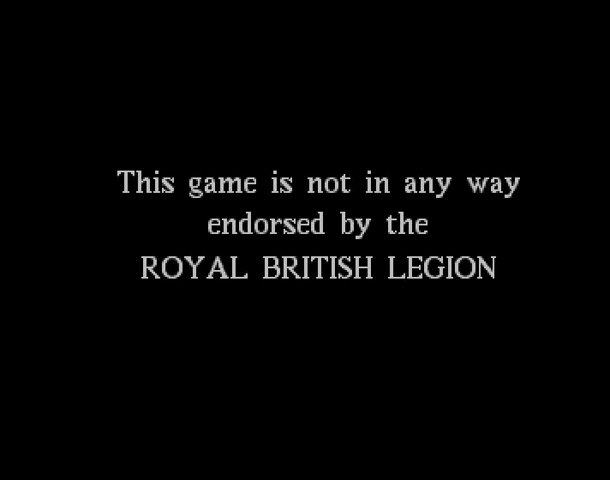 This game is not in any way
endorsed by the
ROYAL BRITISH LEGION